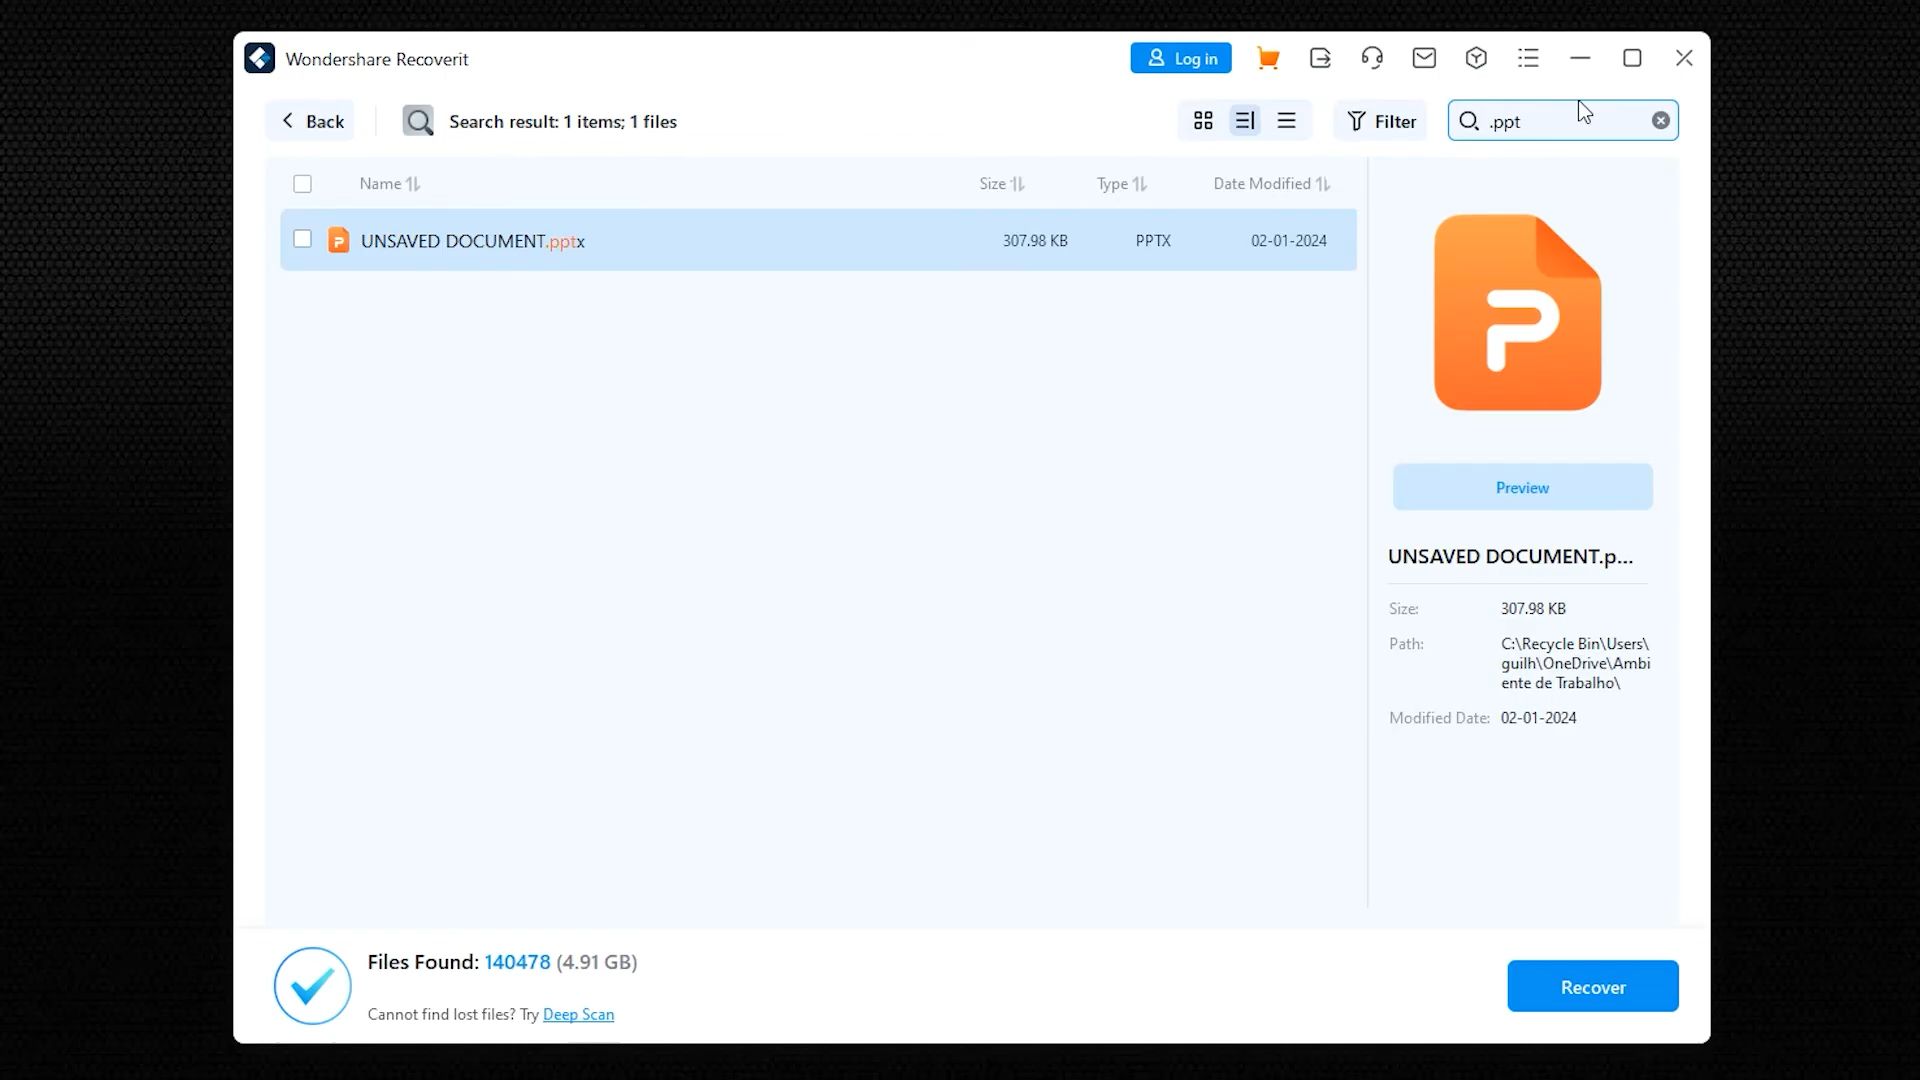 Wondershare Recoverit
Log in
Back
Search result: 1 items; 1 files
Filter
.ppt
Name
Size
Type
Date Modified
UNSAVED DOCUMENT.pptx
307.98 KB
PPTX
02-01-2024
Preview
UNSAVED DOCUMENT.p...
Size:
307.98 KB
Path:
C:\Recycle Bin\Users\
guilh\OneDrive\Ambi
ente de Trabalho\
Modified Date:
02-01-2024
Files Found: 140478 (4.91 GB)
Cannot find lost files? Try Deep Scan
Recover